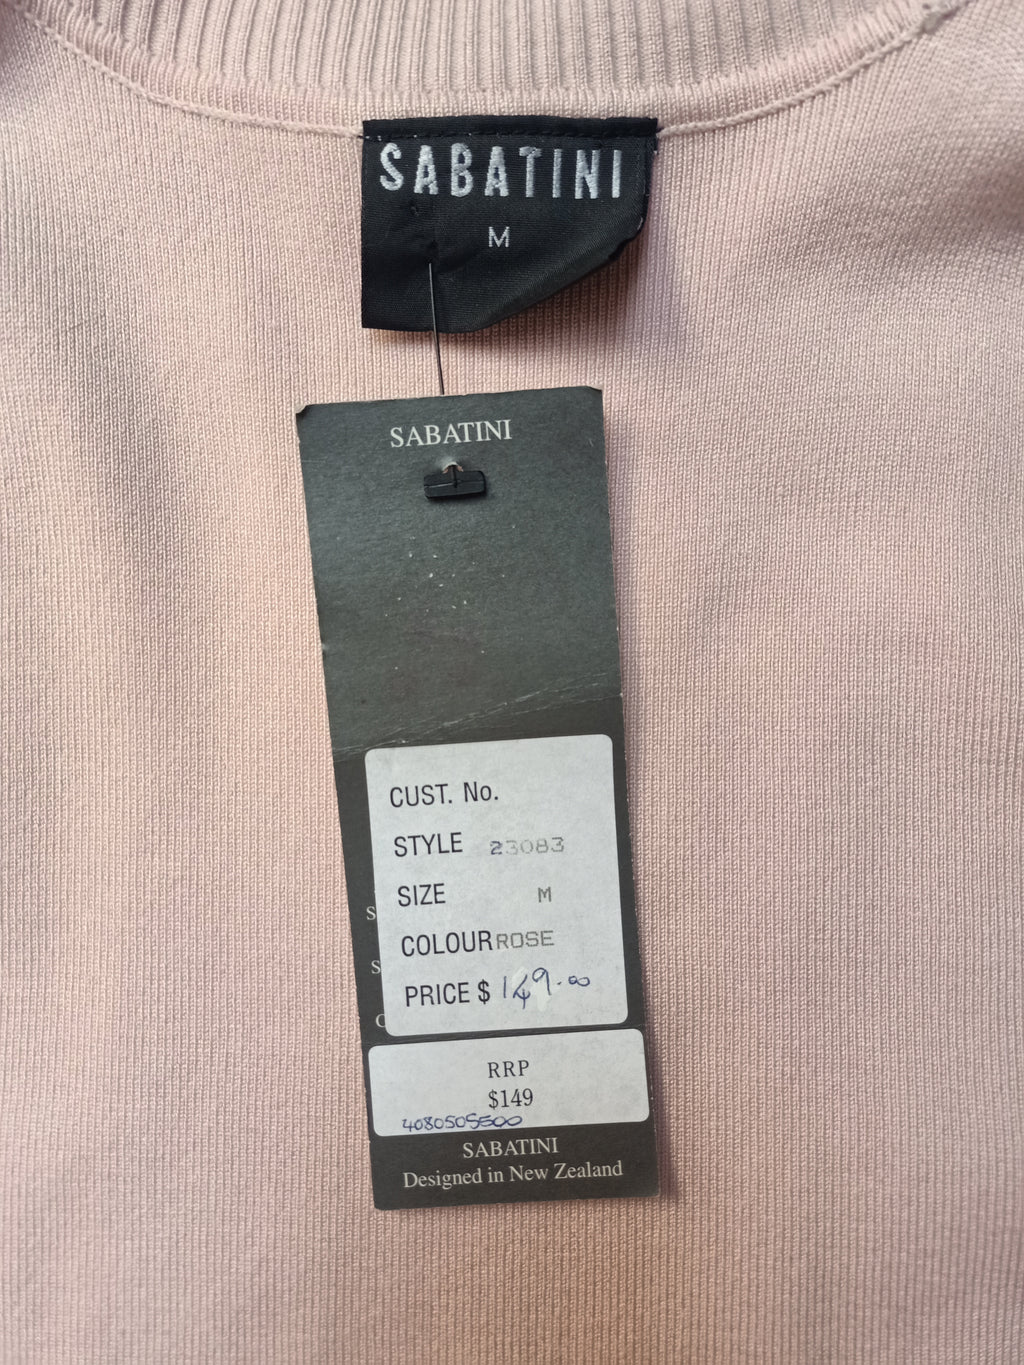 SABATINI
M
SABATINI
CUST. No.
STYLE 23083
SIZE M
COLOUR ROSE
PRICE $ 149.00
S
S
C
RRP
$149
4080505500
SABATINI
Designed in New Zealand